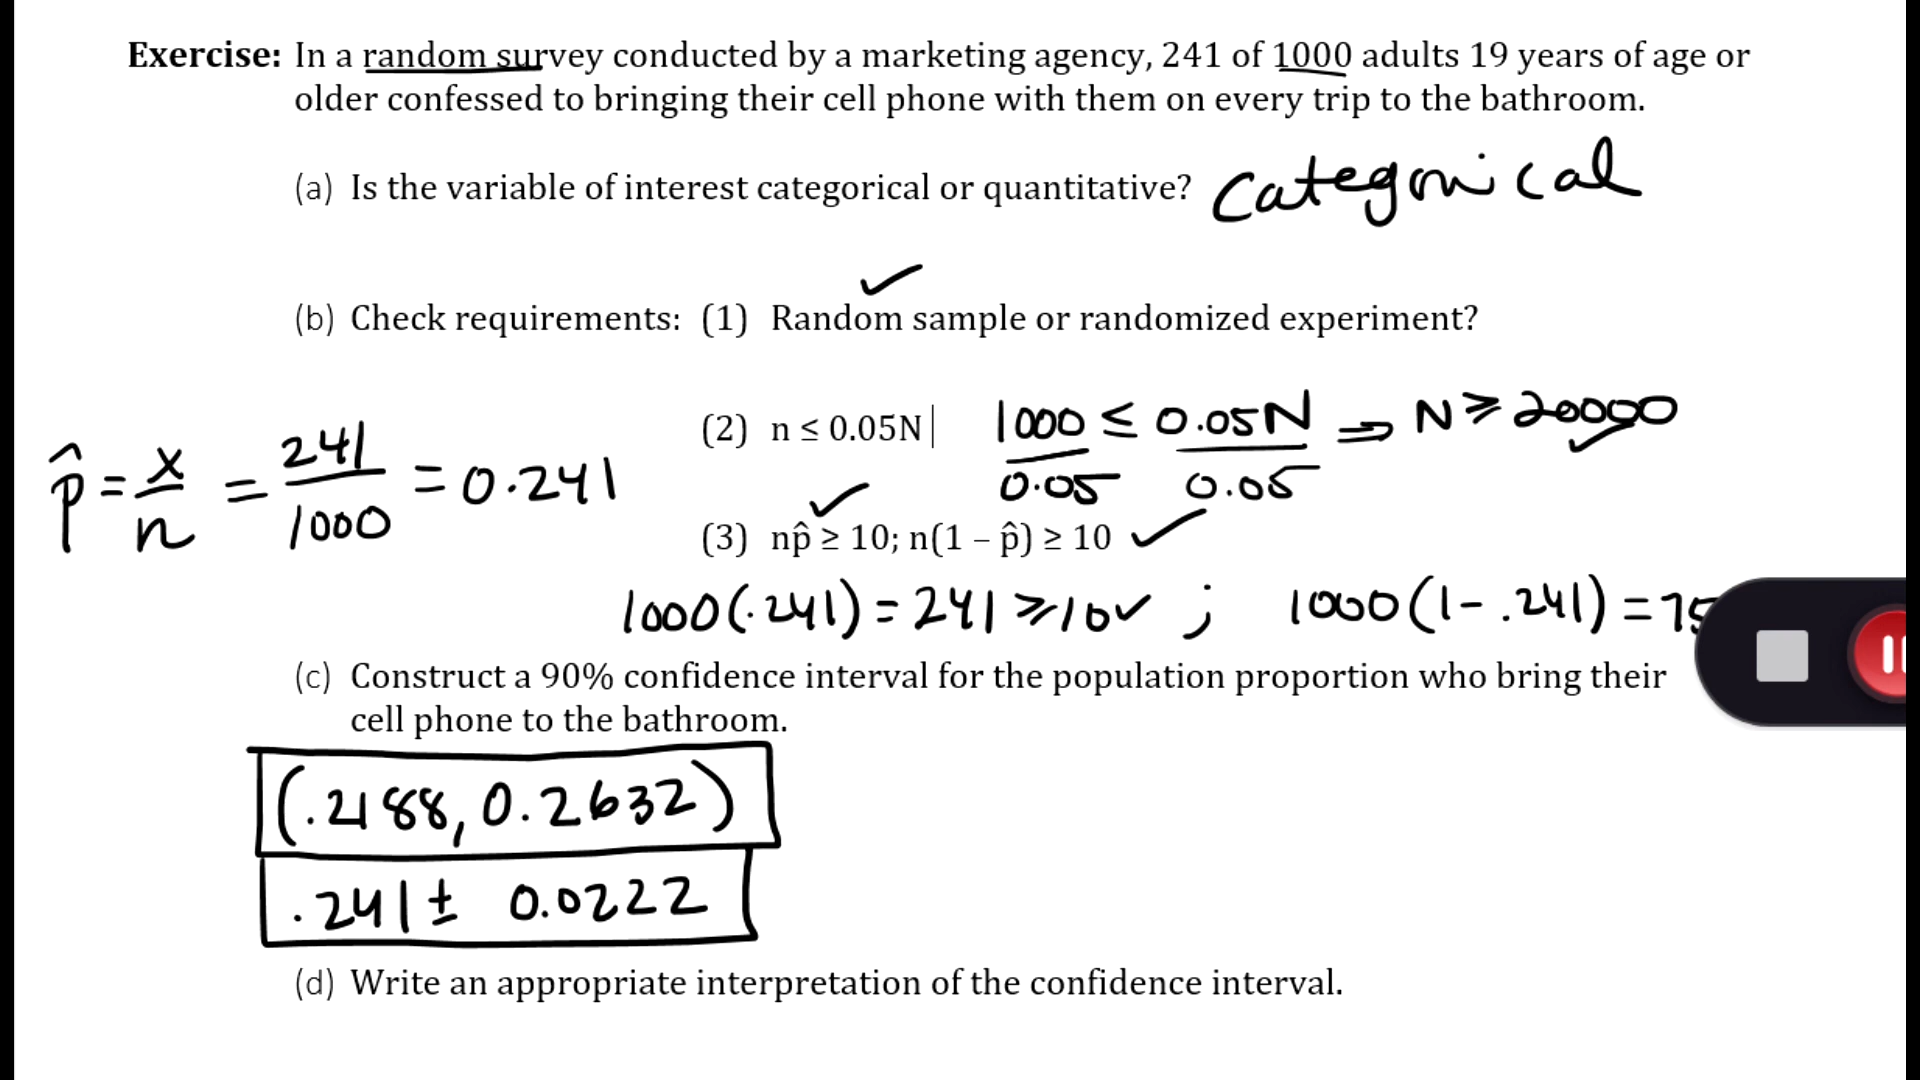 Exercise: In a random survey conducted by a marketing agency, 241 of 1000 adults 19 years of age or
older confessed to bringing their cell phone with them on every trip to the bathroom.
(a) Is the variable of interest categorical or quantitative? Categorical
(b) Check requirements: (1) Random sample or randomized experiment? ✓
(2) n ≤ 0.05N 1000/0.05 ≤ 0.05N/0.05 ⇒ N ≥ 20000 ✓
p̂ = x/n = 241/1000 = 0.241
(3) np̂ ≥ 10; n(1 – p̂) ≥ 10 ✓
1000(.241) = 241 ≥ 10 ✓ ; 1000(1 - .241) = 75
(c) Construct a 90% confidence interval for the population proportion who bring their
cell phone to the bathroom.
(.2188, 0.2632)
.241 ± 0.0222
(d) Write an appropriate interpretation of the confidence interval.